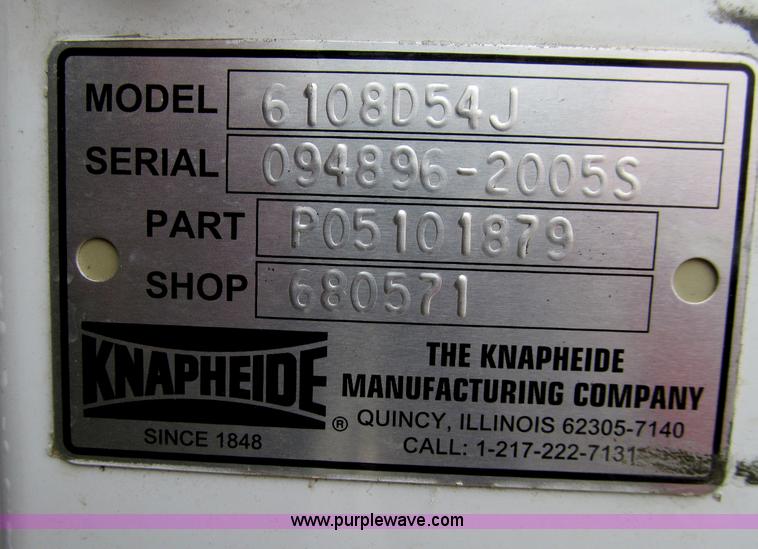 MODEL 6108D54J
SERIAL 094896-2005S
PART P05101879
SHOP 680571
KNAPHEIDE ®
SINCE 1848
THE KNAPHEIDE
MANUFACTURING COMPANY
QUINCY, ILLINOIS 62305-7140
CALL: 1-217-222-7131
www.purplewave.com